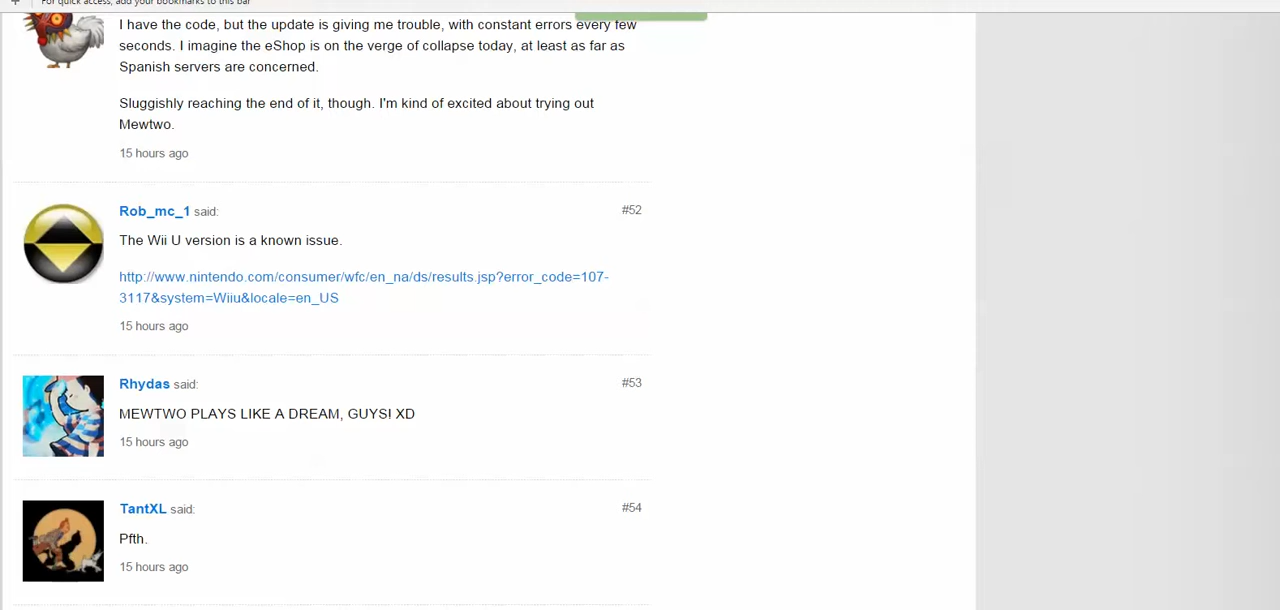 For quick access, add your bookmarks to this bar
I have the code, but the update is giving me trouble, with constant errors every few
seconds. I imagine the eShop is on the verge of collapse today, at least as far as
Spanish servers are concerned.
Sluggishly reaching the end of it, though. I'm kind of excited about trying out
Mewtwo.
15 hours ago
Rob_mc_1 said: #52
The Wii U version is a known issue.
http://www.nintendo.com/consumer/wfc/en_na/ds/results.jsp?error_code=107-
3117&system=Wiiu&locale=en_US
15 hours ago
Rhydas said: #53
MEWTWO PLAYS LIKE A DREAM, GUYS! XD
15 hours ago
TantXL said: #54
Pfth.
15 hours ago